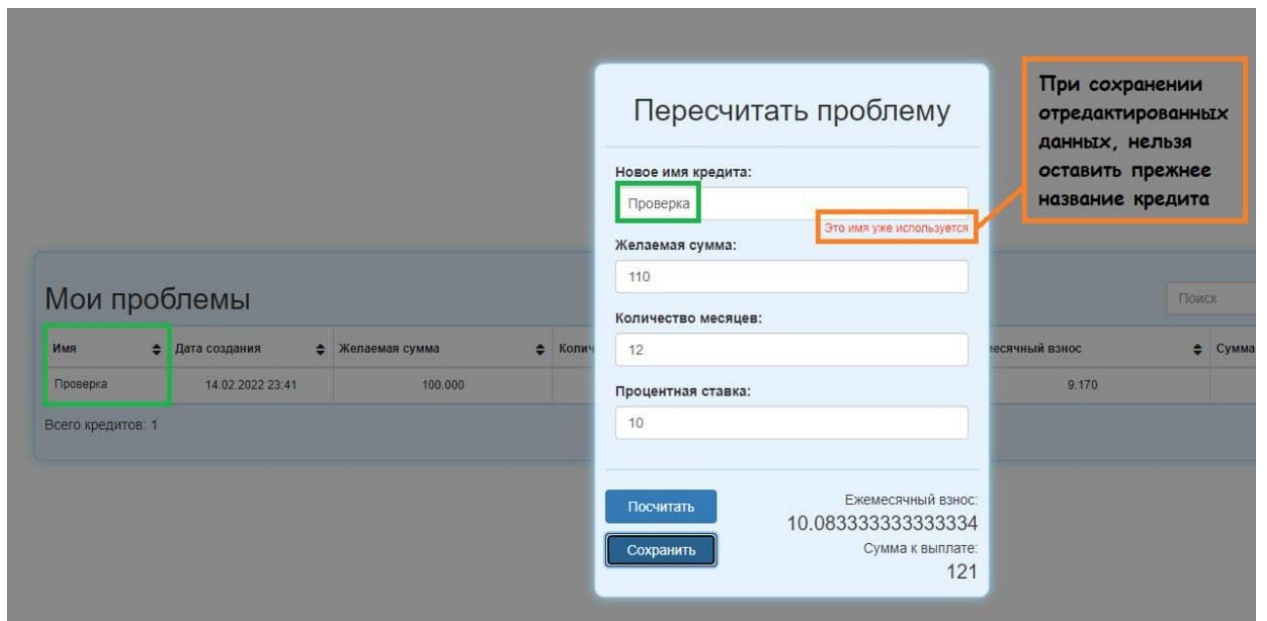 Пересчитать проблему
Новое имя кредита:
Проверка
Это имя уже используется
Желаемая сумма:
110
Количество месяцев:
12
Процентная ставка:
10
Посчитать
Сохранить
Ежемесячный взнос:
10.083333333333334
Сумма к выплате:
121
При сохранении
отредактированных
данных, нельзя
оставить прежнее
название кредита
Мои проблемы
Поиск
Имя Дата создания Желаемая сумма взнос Сумма
Проверка 14.02.2022 23:41 100.000 9.170
Всего кредитов: 1